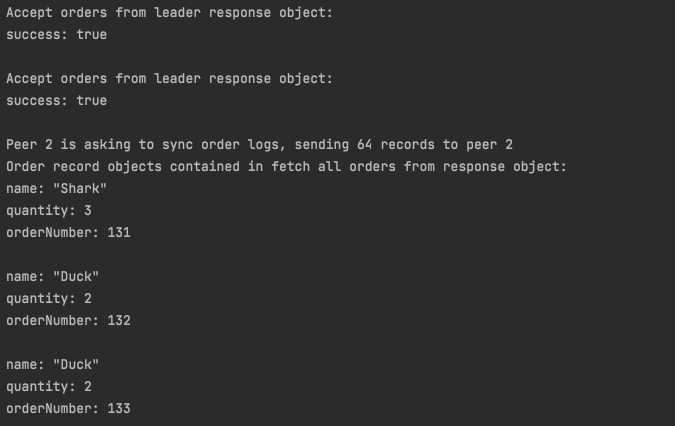 Accept orders from leader response object:
success: true
Accept orders from leader response object:
success: true
Peer 2 is asking to sync order logs, sending 64 records to peer 2
Order record objects contained in fetch all orders from response object:
name: "Shark"
quantity: 3
orderNumber: 131
name: "Duck"
quantity: 2
orderNumber: 132
name: "Duck"
quantity: 2
orderNumber: 133